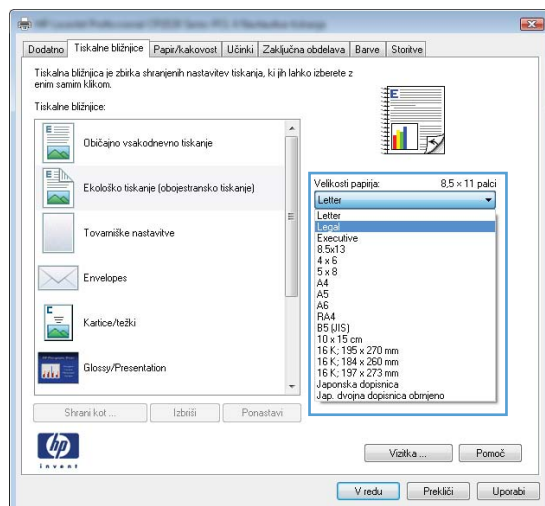 Dodatno
Tiskalne bližnjice
Papir/kakovost
Učinki
Zaključna obdelava
Barve
Storitve
Tiskalna bližnjica je zbirka shranjenih nastavitev tiskanja, ki jih lahko izberete z
enim samim klikom.
Tiskalne bližnjice:
Običajno vsakodnevno tiskanje
Ekološko tiskanje (obojestransko tiskanje)
Tovarniške nastavitve
Envelopes
Kartice/težki
Glossy/Presentation
Shrani kot ...
Izbriši
Ponastavi
E
Velikosti papirja:
8,5 × 11 palci
Letter
Letter
Legal
Executive
8.5x13
4 x 6
5 x 8
A4
A5
A6
RA4
B5 (JIS)
10 x 15 cm
16 K; 195 x 270 mm
16 K; 184 x 260 mm
16 K; 197 x 273 mm
Japonska dopisnica
Jap. dvojna dopisnica obrnjeno
hp
invent
Vizitka ...
Pomoč
V redu
Prekliči
Uporabi